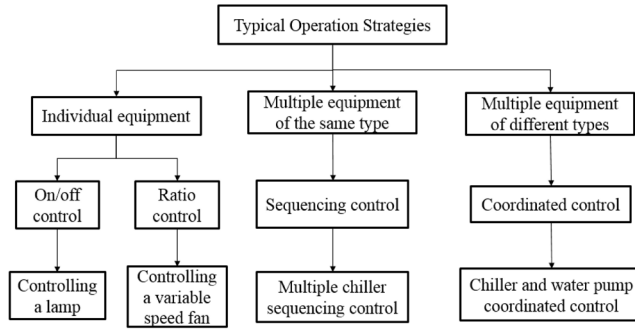 Typical Operation Strategies
Individual equipment
Multiple equipment
of the same type
Multiple equipment
of different types
On/off
control
Ratio
control
Sequencing control
Coordinated control
Controlling
a lamp
Controlling
a variable
speed fan
Multiple chiller
sequencing control
Chiller and water pump
coordinated control